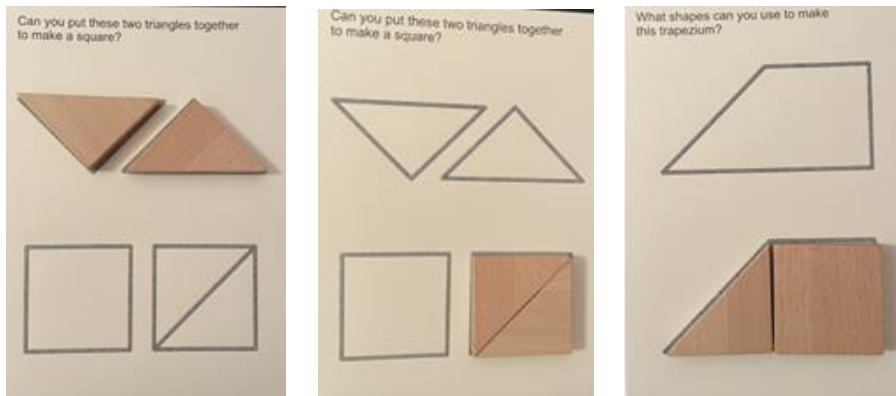 Can you put these two triangles together
to make a square?
Can you put these two triangles together
to make a square?
What shapes can you use to make
this trapezium?